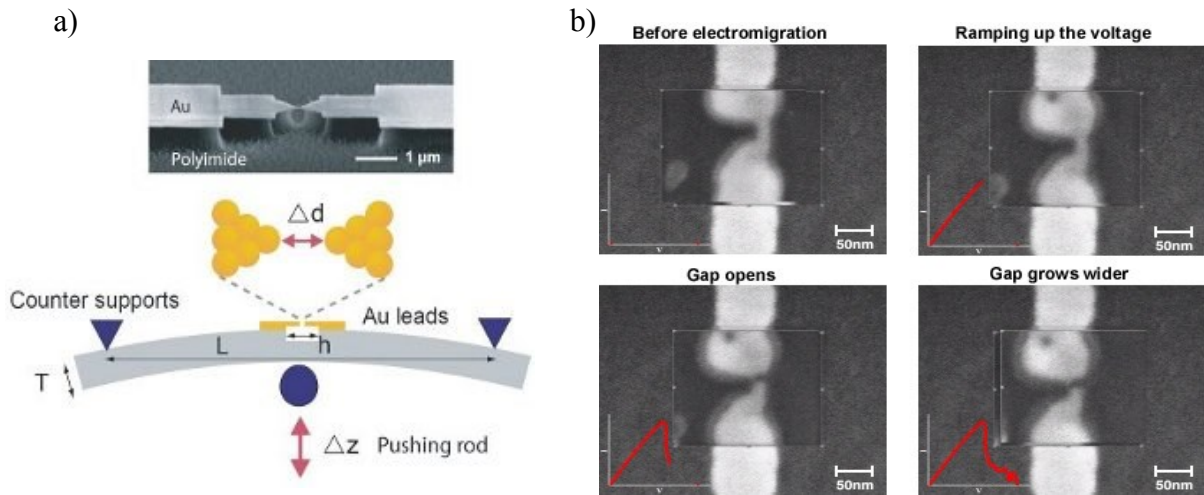 a)
Au
Polyimide
1 µm
△d
Counter supports
Au leads
L
h
T
△z Pushing rod
b)
Before electromigration
Ramping up the voltage
50nm
V
50nm
V
Gap opens
Gap grows wider
50nm
V
50nm
V